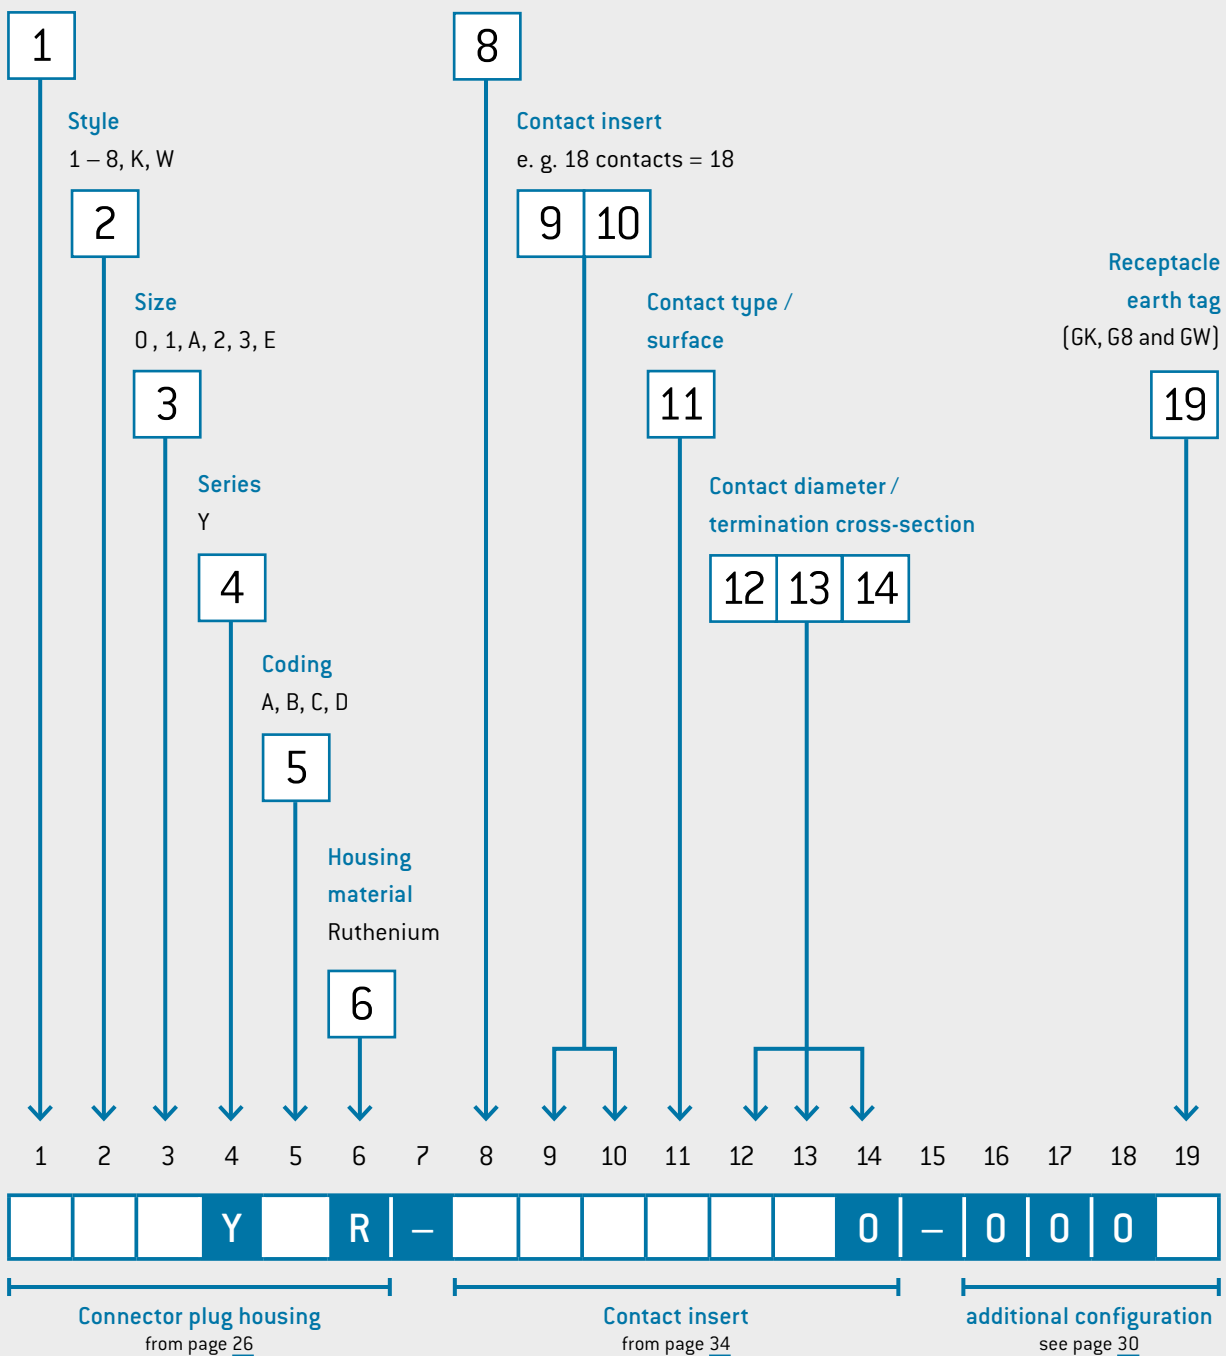 1
Style
1 – 8, K, W
2
Size
0 , 1, A, 2, 3, E
3
Series
Y
4
Coding
A, B, C, D
5
Housing
material
Ruthenium
6
8
Contact insert
e. g. 18 contacts = 18
9 10
Contact type /
surface
11
Contact diameter /
termination cross-section
12 13 14
Receptacle
earth tag
(GK, G8 and GW)
19
1 2 3 4 5 6 7 8 9 10 11 12 13 14 15 16 17 18 19
Y R – 0 – 0 0 0
Connector plug housing
from page 26
Contact insert
from page 34
additional configuration
see page 30